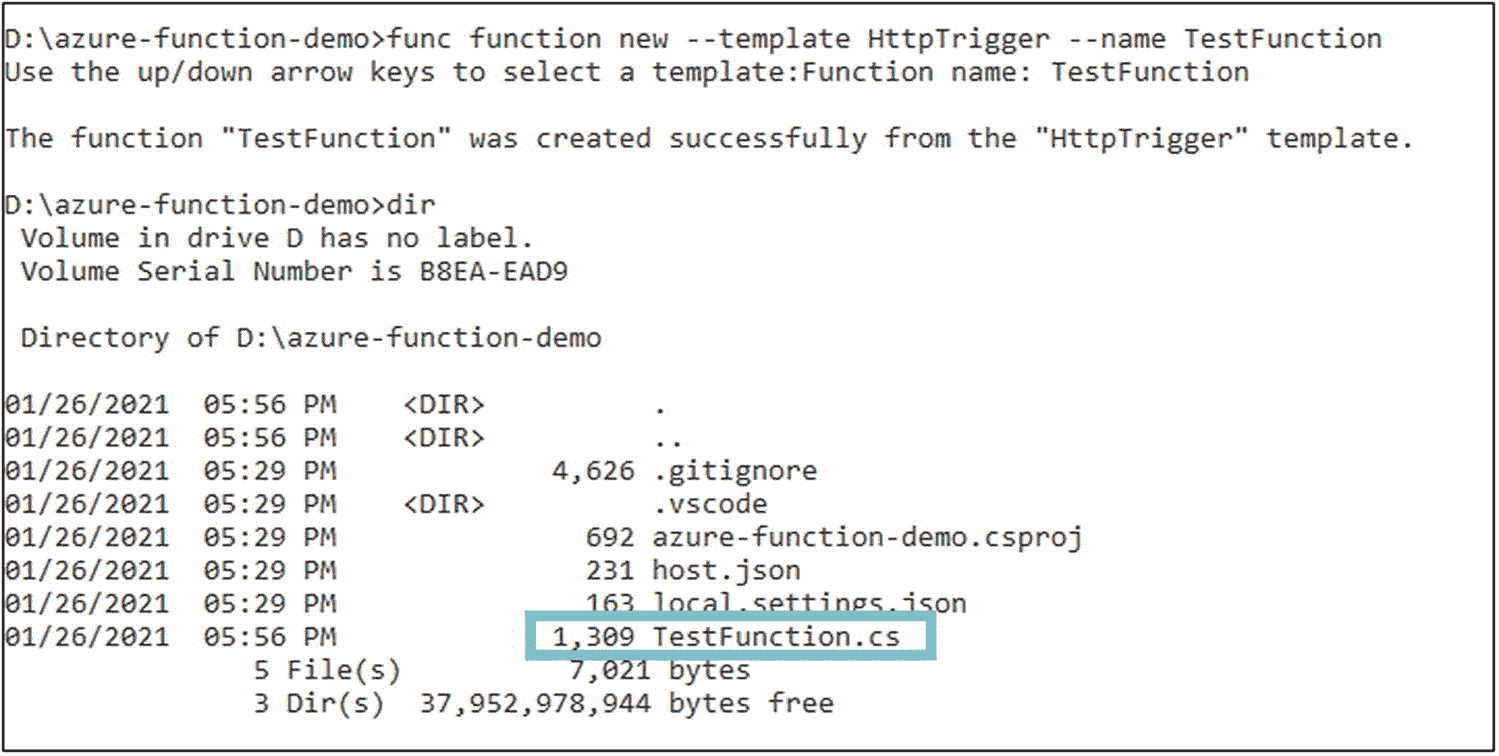 D:\azure-function-demo>func function new --template HttpTrigger --name TestFunction
Use the up/down arrow keys to select a template:Function name: TestFunction
The function "TestFunction" was created successfully from the "HttpTrigger" template.
D:\azure-function-demo>dir
Volume in drive D has no label.
Volume Serial Number is B8EA-EAD9
Directory of D:\azure-function-demo
01/26/2021  05:56 PM    <DIR>          .
01/26/2021  05:56 PM    <DIR>          ..
01/26/2021  05:29 PM             4,626 .gitignore
01/26/2021  05:29 PM    <DIR>          .vscode
01/26/2021  05:29 PM               692 azure-function-demo.csproj
01/26/2021  05:29 PM               231 host.json
01/26/2021  05:29 PM               163 local.settings.json
01/26/2021  05:56 PM             1,309 TestFunction.cs
5 File(s)          7,021 bytes
3 Dir(s)  37,952,978,944 bytes free